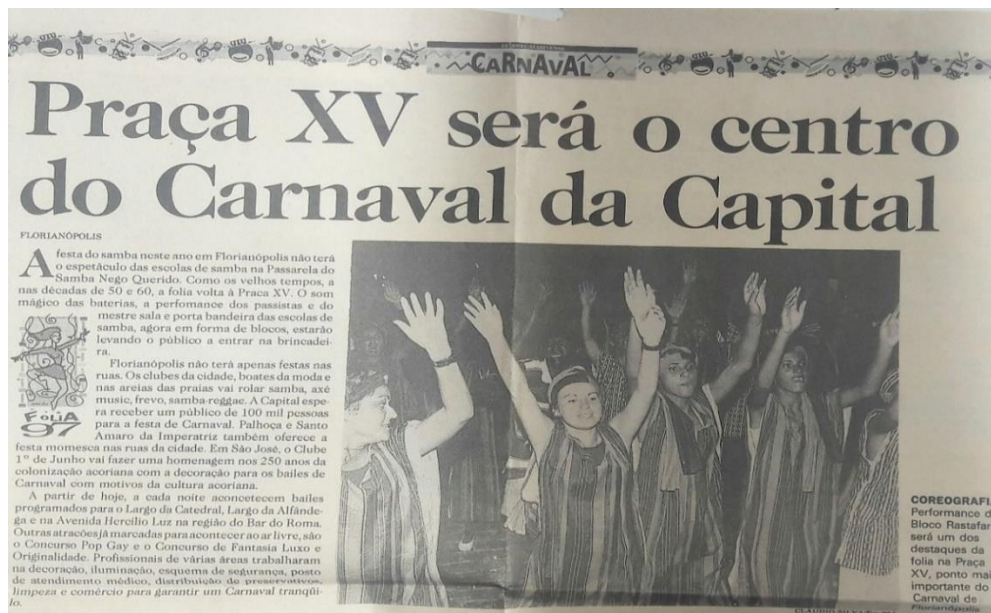 CARNAVAL
Praça XV será o centro
do Carnaval da Capital
FLORIANÓPOLIS
A festa do samba neste ano em Florianópolis não terá
o espetáculo das escolas de samba na Passarela do
Samba Nego Querido. Como os velhos tempos, a
nas décadas de 50 e 60, a folia volta à Praca XV. O som
mágico das baterias, a perfomance dos passistas e do
mestre sala e porta bandeira das escolas de
samba, agora em forma de blocos, estarão
levando o público a entrar na brincadei-
ra.
Florianópolis não terá apenas festas nas
ruas. Os clubes da cidade, boates da moda e
nas areias das praias vai rolar samba, axé
music, frevo, samba-reggae. A Capital espe-
ra receber um público de 100 mil pessoas
para a festa de Carnaval. Palhoça e Santo
Amaro da Imperatriz também oferece a
festa momesca nas ruas da cidade. Em São José, o Clube
1º de Junho vai fazer uma homenagem nos 250 anos da
colonização acoriana com a decoração para os bailes de
Carnaval com motivos da cultura acoriana.
A partir de hoje, a cada noite aconcetecem bailes
programados para o Largo da Catedral, Largo da Alfânde-
ga e na Avenida Hercílio Luz na região do Bar do Roma.
Outras atracões já marcadas para acontecer ao ar livre, são
o Concurso Pop Gay e o Concurso de Fantasia Luxo e
Originalidade. Profissionais de várias áreas trabalharam
na decoração, iluminação, esquema de segurança, posto
de atendimento médico, distribuição de preservativos,
limpeza e comércio para garantir um Carnaval tranqüi-
lo.
FOLIA
97
COREOGRAFI
Performance d
Bloco Rastafar
será um dos
destaques da
folia na Praça
XV, ponto mai
importante do
Carnaval de
Florianópolis